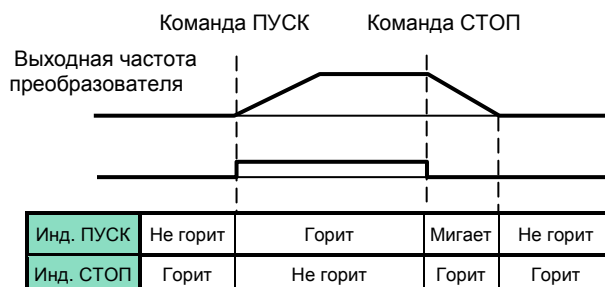 Команда ПУСК Команда СТОП
Выходная частота
преобразователя
Инд. ПУСК Не горит Горит Мигает Не горит
Инд. СТОП Горит Не горит Горит Горит